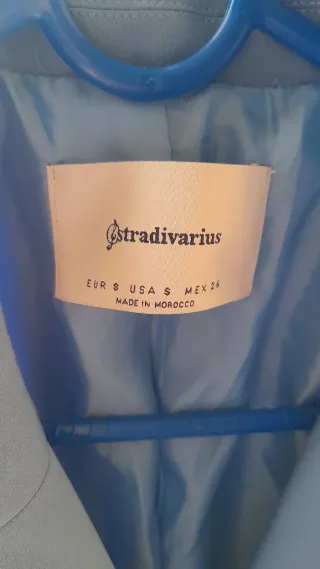 stradivarius
EUR S USA S MEX 26
MADE IN MOROCCO